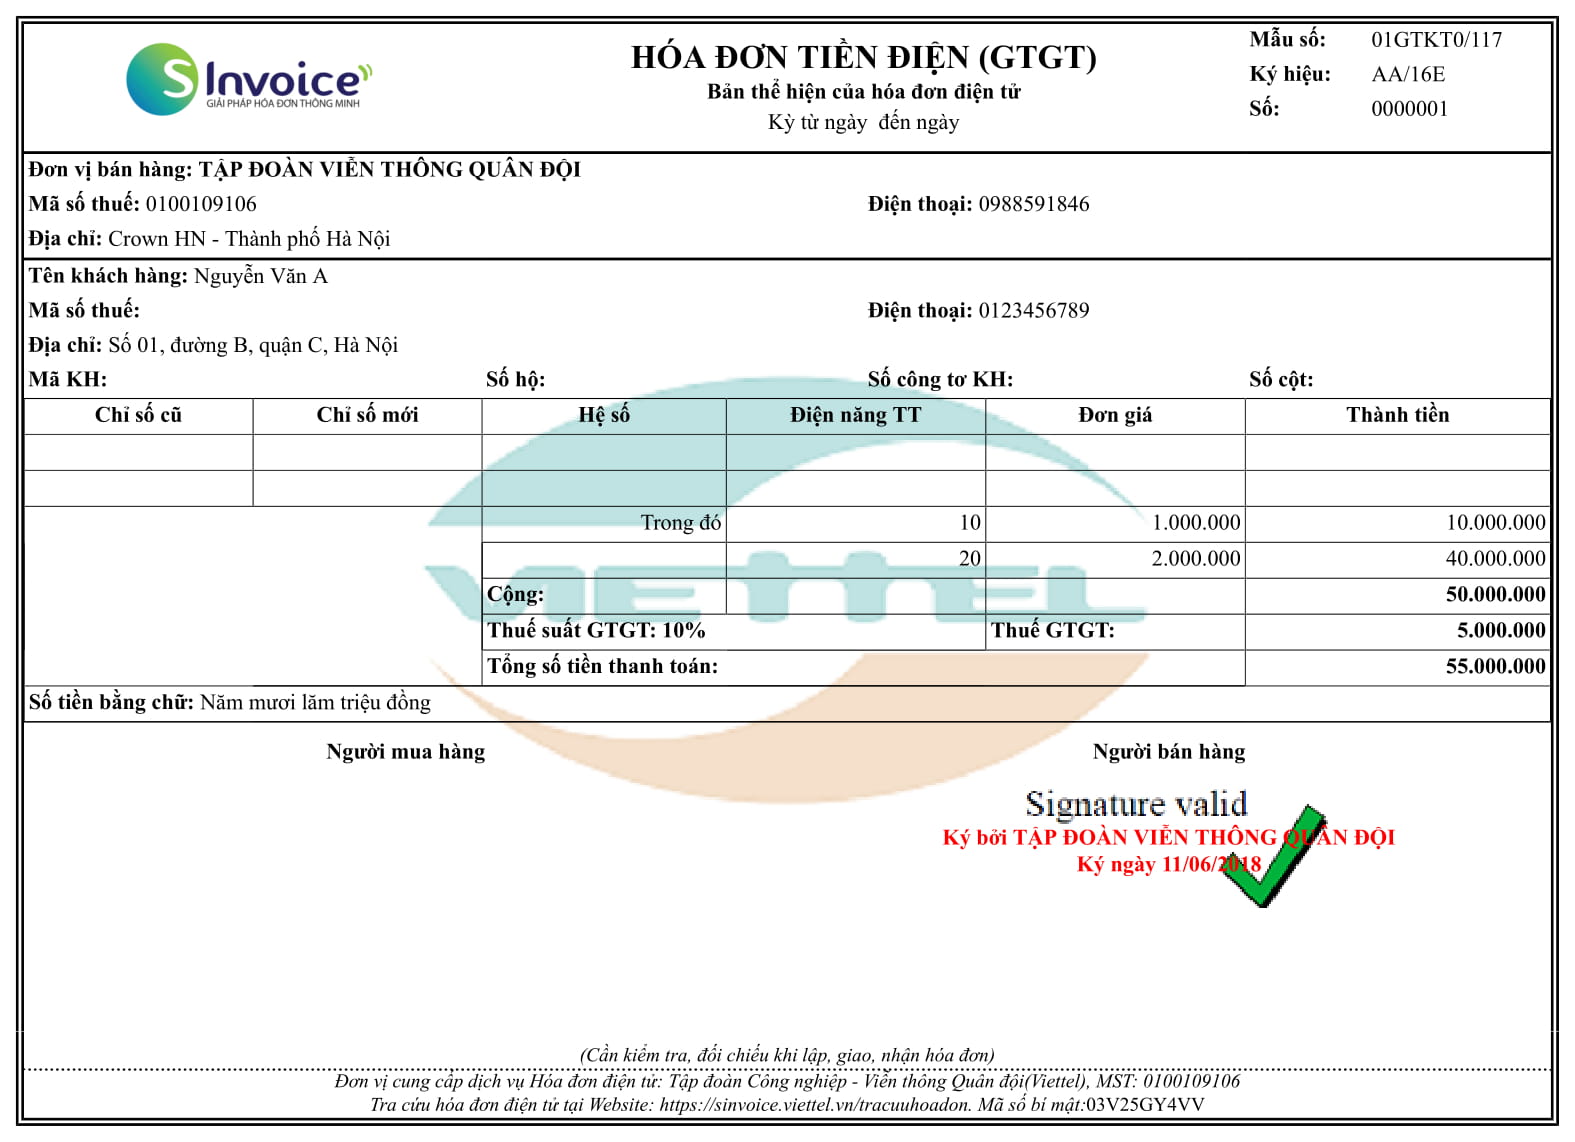 SInvoice
GIẢI PHÁP HÓA ĐƠN THÔNG MINH
HÓA ĐƠN TIỀN ĐIỆN (GTGT)
Bản thể hiện của hóa đơn điện tử
Kỳ từ ngày đến ngày
Mẫu số: 01GTKT0/117
Ký hiệu: AA/16E
Số: 0000001
Đơn vị bán hàng: TẬP ĐOÀN VIỄN THÔNG QUÂN ĐỘI
Mã số thuế: 0100109106 Điện thoại: 0988591846
Địa chỉ: Crown HN - Thành phố Hà Nội
Tên khách hàng: Nguyễn Văn A
Mã số thuế: Điện thoại: 0123456789
Địa chỉ: Số 01, đường B, quận C, Hà Nội
Mã KH: Số hộ: Số công tơ KH: Số cột:
Chỉ số cũ Chỉ số mới Hệ số Điện năng TT Đơn giá Thành tiền
Trong đó 10 1.000.000 10.000.000
20 2.000.000 40.000.000
VIETTEL
Cộng: 50.000.000
Thuế suất GTGT: 10% Thuế GTGT: 5.000.000
Tổng số tiền thanh toán: 55.000.000
Số tiền bằng chữ: Năm mươi lăm triệu đồng
Người mua hàng Người bán hàng
Signature valid
Ký bởi TẬP ĐOÀN VIỄN THÔNG QUÂN ĐỘI
Ký ngày 11/06/2018
(Cần kiểm tra, đối chiếu khi lập, giao, nhận hóa đơn)
Đơn vị cung cấp dịch vụ Hóa đơn điện tử: Tập đoàn Công nghiệp - Viễn thông Quân đội(Viettel), MST: 0100109106
Tra cứu hóa đơn điện tử tại Website: https://sinvoice.viettel.vn/tracuuhoadon. Mã số bí mật:03V25GY4VV